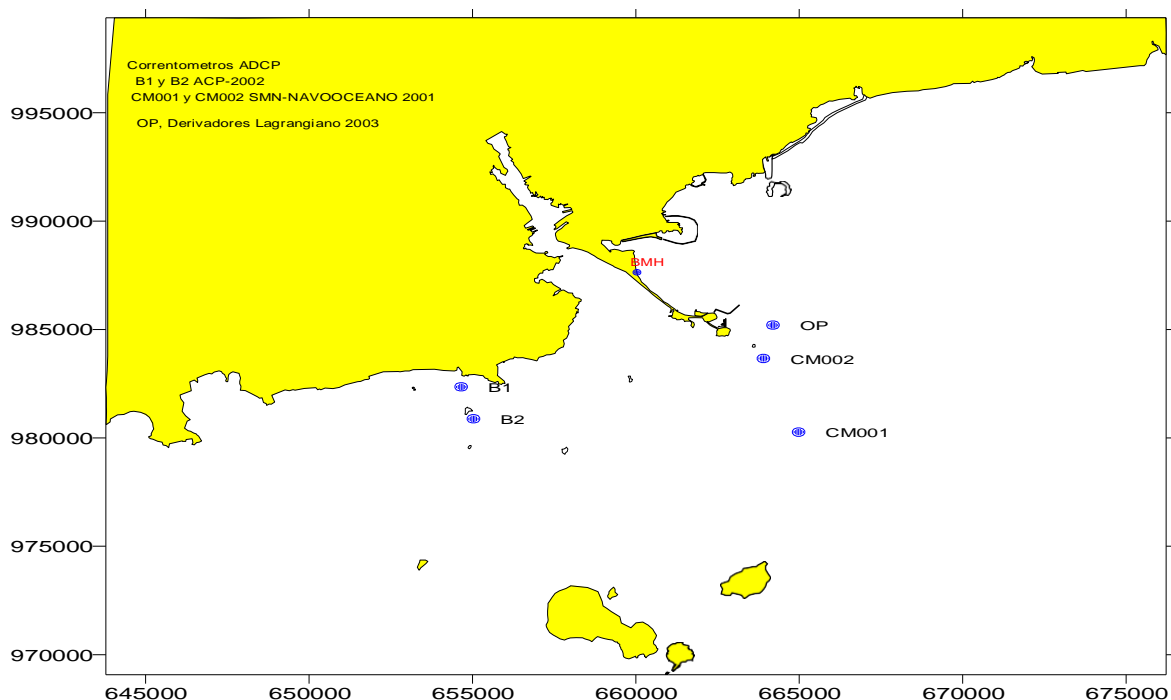 Correntometros ADCP
B1 y B2 ACP-2002
CM001 y CM002 SMN-NAVOOCEANO 2001
OP, Derivadores Lagrangiano 2003
995000
990000
BMH
985000
OP
CM002
B1
B2
CM001
980000
975000
970000
645000 650000 655000 660000 665000 670000 675000